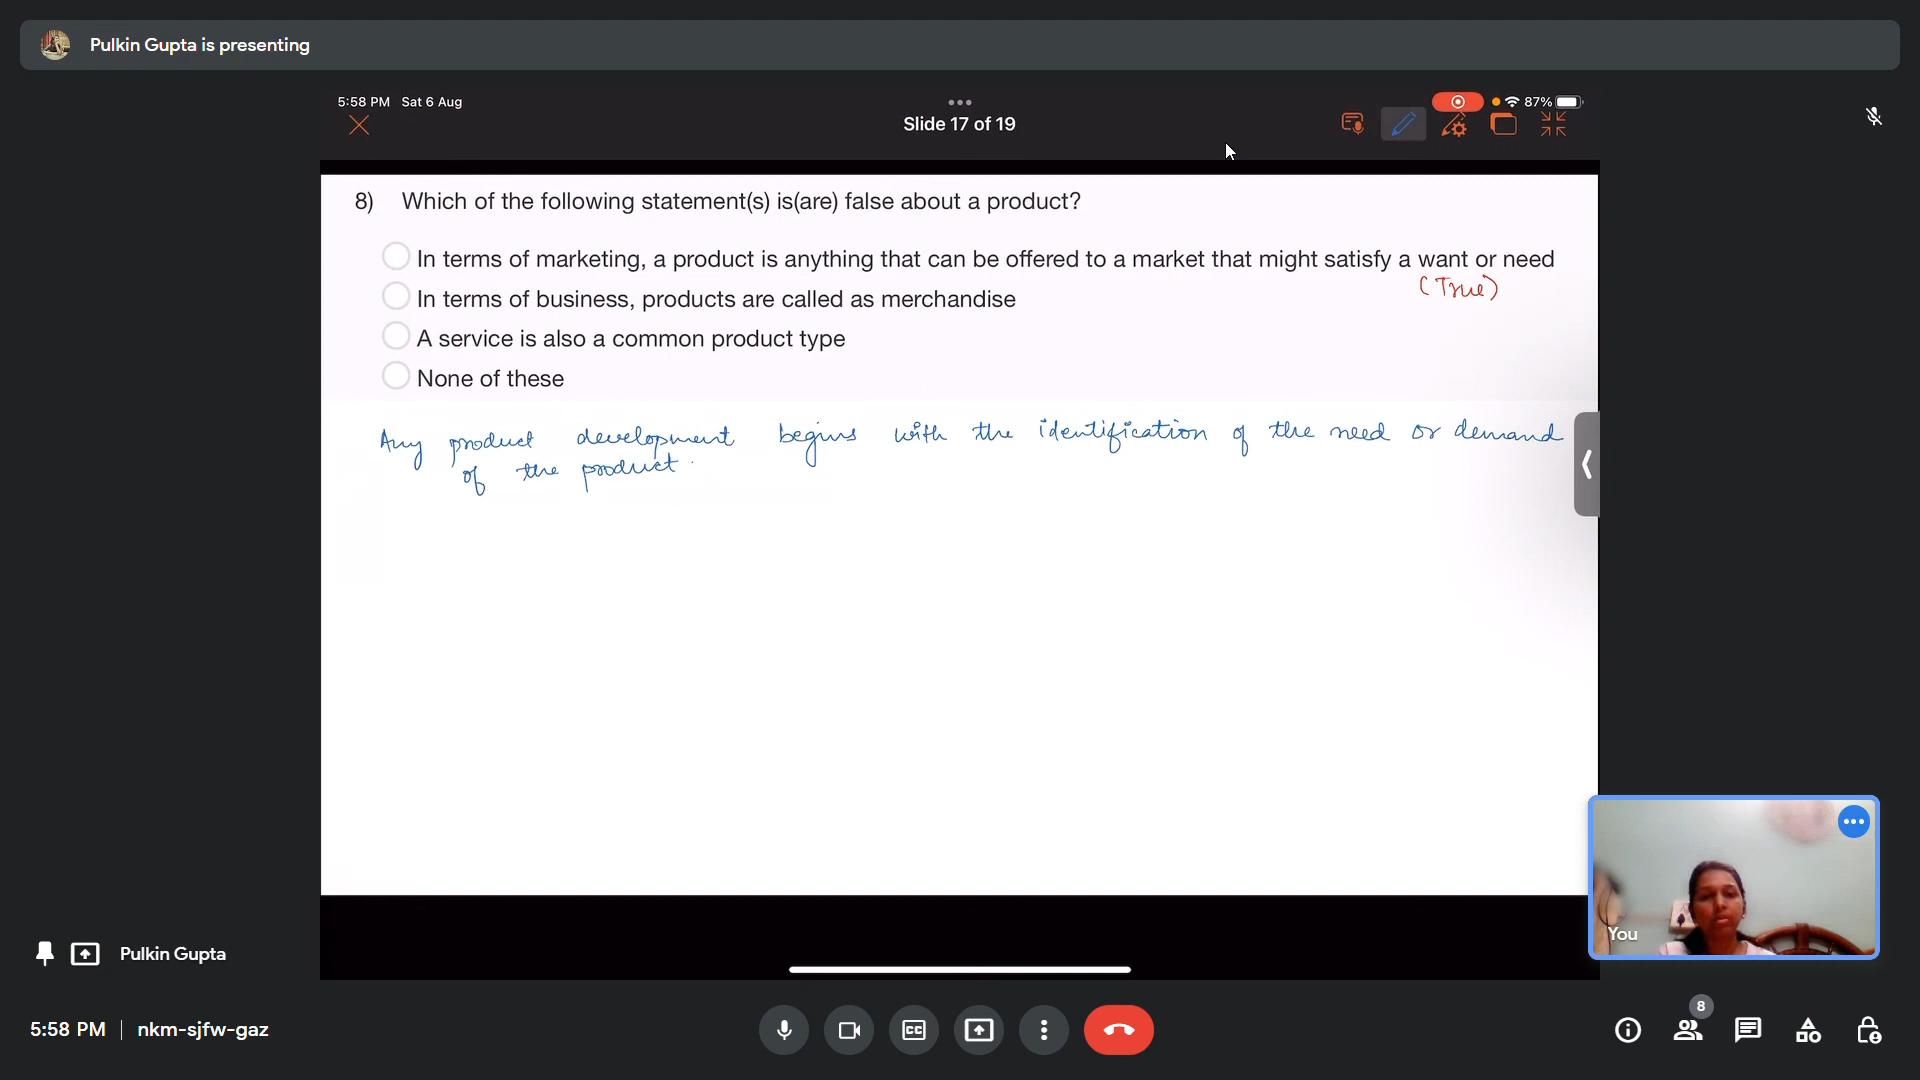 Pulkin Gupta is presenting
5:58 PM Sat 6 Aug
87%
Slide 17 of 19
8) Which of the following statement(s) is(are) false about a product?
In terms of marketing, a product is anything that can be offered to a market that might satisfy a want or need
(True)
In terms of business, products are called as merchandise
A service is also a common product type
None of these
Any product development begins with the identification of the need or demand
of the product.
You
Pulkin Gupta
5:58 PM | nkm-sjfw-gaz
CC
8